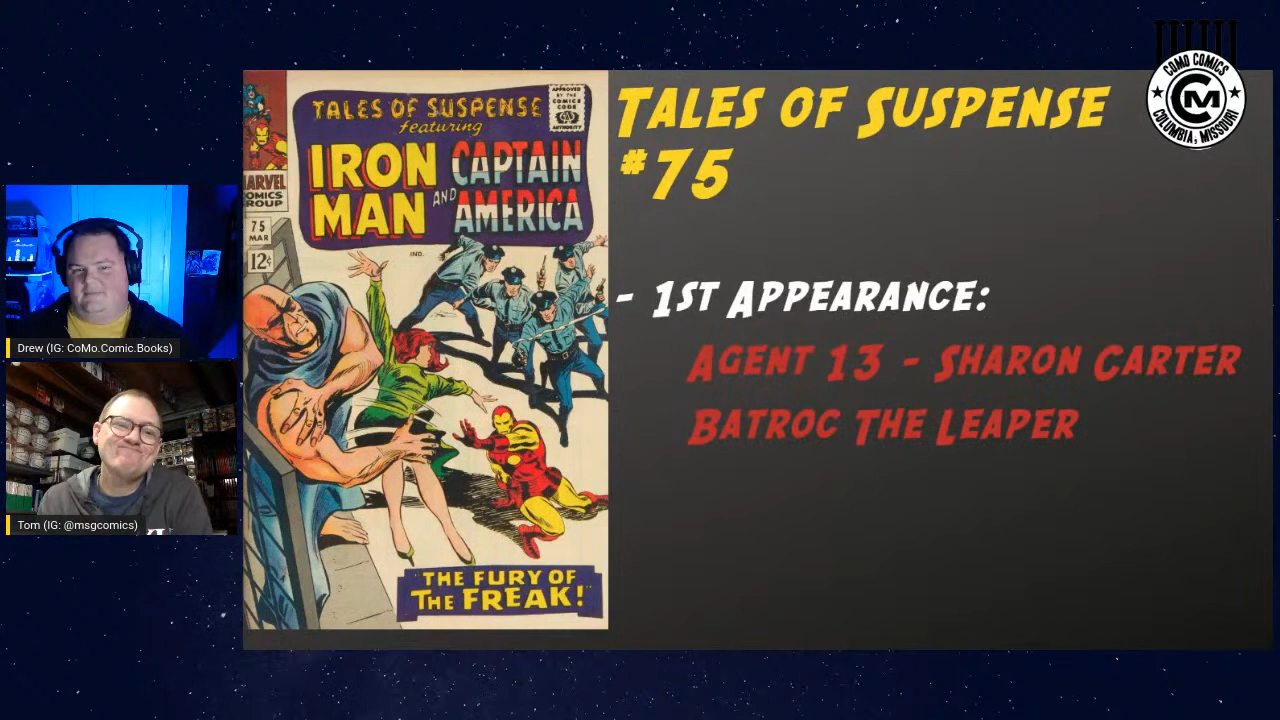 COMO COMICS
CM
COLUMBIA, MISSOURI
TALES OF SUSPENSE
#75
- 1ST APPEARANCE:
AGENT 13 - SHARON CARTER
BATROC THE LEAPER
TALES OF SUSPENSE
featuring
IRON MAN
AND
CAPTAIN AMERICA
APPROVED
BY THE
COMICS
CODE
AUTHORITY
MARVEL
COMICS
GROUP
75
MAR
12¢
IND.
"THE FURY OF
THE FREAK!"
Drew (IG: CoMo.Comic.Books)
Tom (IG: @msgcomics)